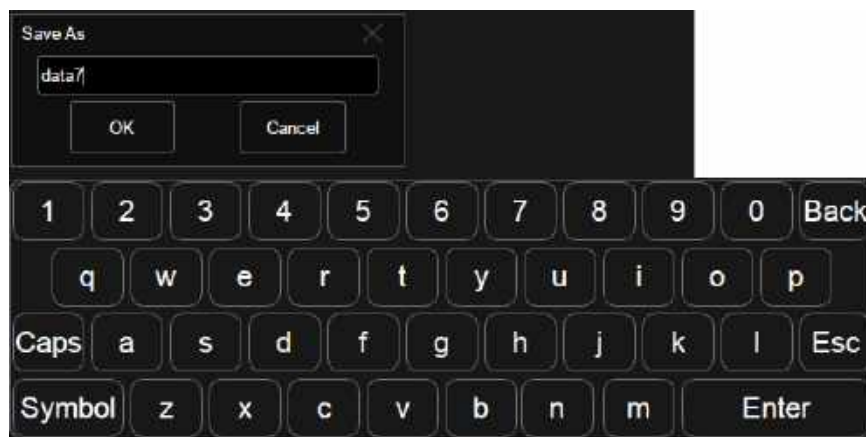 Save As
data7
OK Cancel
1 2 3 4 5 6 7 8 9 0 Back
q w e r t y u i o p
Caps a s d f g h j k l Esc
Symbol z x c v b n m Enter